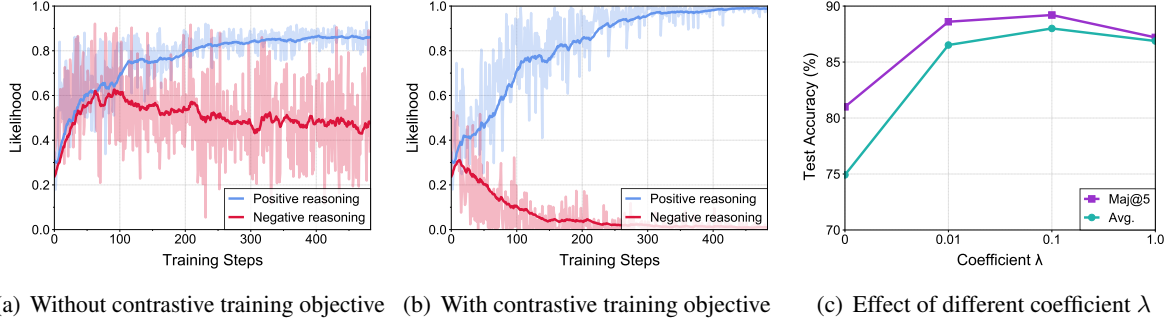 1.0
0.8
0.6
0.4
0.2
0.0
Likelihood
0
100
200
300
400
Training Steps
Positive reasoning
Negative reasoning
(a) Without contrastive training objective
1.0
0.8
0.6
0.4
0.2
0.0
Likelihood
0
100
200
300
400
Training Steps
Positive reasoning
Negative reasoning
(b) With contrastive training objective
90
85
80
75
70
Test Accuracy (%)
0
0.01
0.1
1.0
Coefficient λ
Maj@5
Avg.
(c) Effect of different coefficient λ